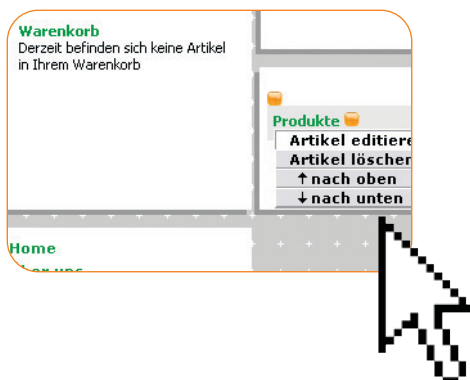 Warenkorb
Derzeit befinden sich keine Artikel
in Ihrem Warenkorb
Produkte
Artikel editiere
Artikel löschen
↑ nach oben
↓ nach unten
Home